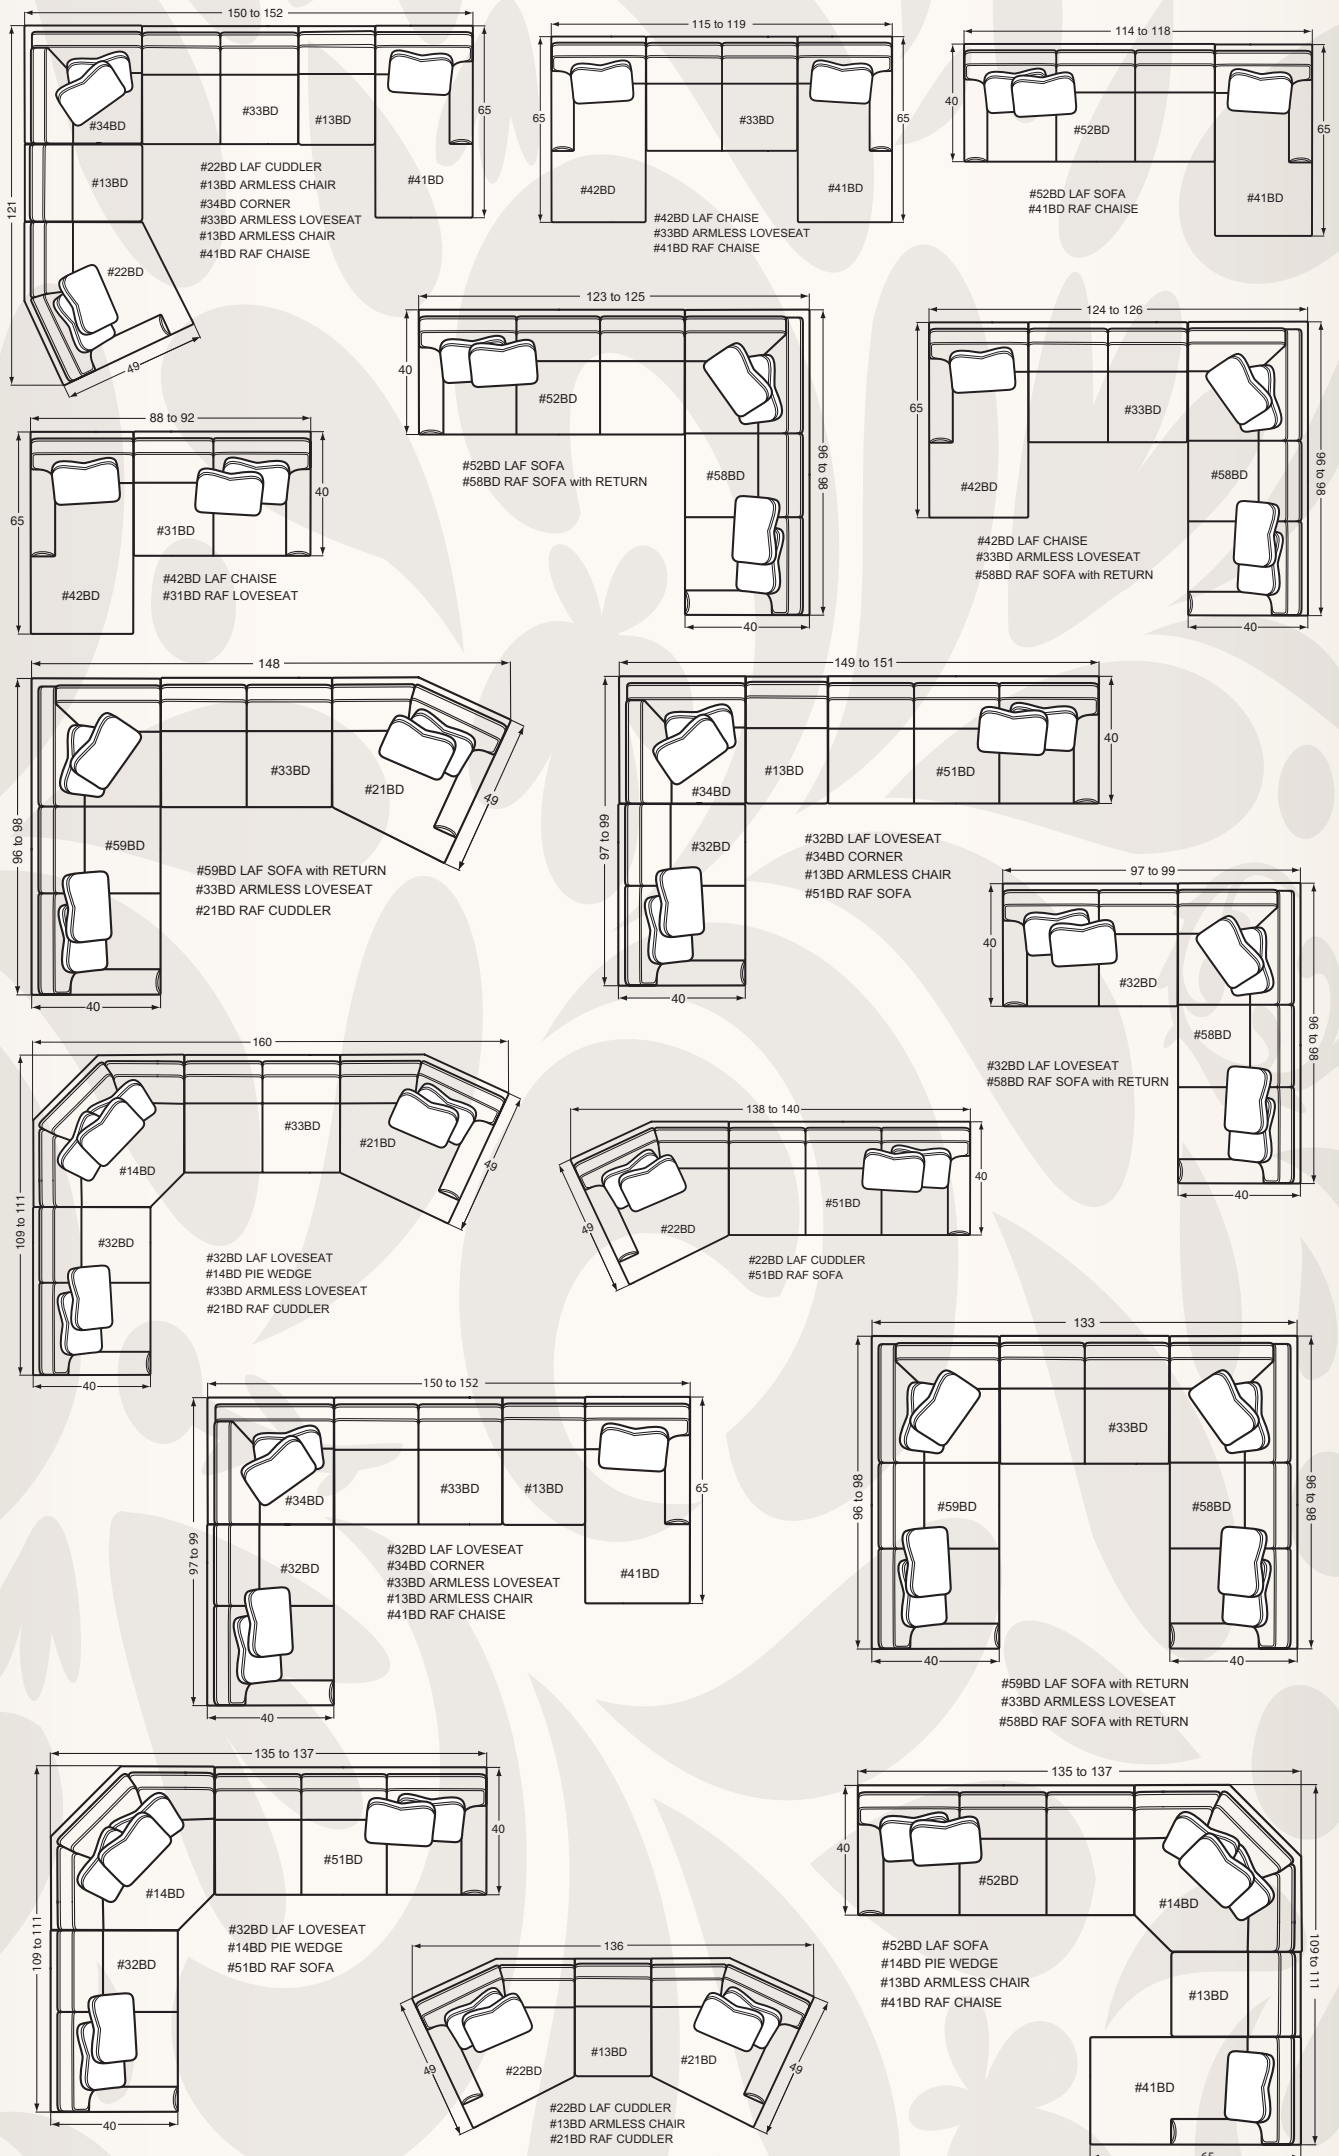 150 to 152
121
65
#34BD
#33BD
#13BD
#13BD
#41BD
#22BD
49
#22BD LAF CUDDLER
#13BD ARMLESS CHAIR
#34BD CORNER
#33BD ARMLESS LOVESEAT
#13BD ARMLESS CHAIR
#41BD RAF CHAISE
115 to 119
65
65
#33BD
#42BD
#41BD
#42BD LAF CHAISE
#33BD ARMLESS LOVESEAT
#41BD RAF CHAISE
114 to 118
40
65
#52BD
#41BD
#52BD LAF SOFA
#41BD RAF CHAISE
88 to 92
65
40
#31BD
#42BD
#42BD LAF CHAISE
#31BD RAF LOVESEAT
123 to 125
40
#52BD
#58BD
96 to 98
40
#52BD LAF SOFA
#58BD RAF SOFA with RETURN
124 to 126
65
#33BD
#42BD
#58BD
96 to 98
40
#42BD LAF CHAISE
#33BD ARMLESS LOVESEAT
#58BD RAF SOFA with RETURN
148
96 to 98
#33BD
#21BD
49
#59BD
40
#59BD LAF SOFA with RETURN
#33BD ARMLESS LOVESEAT
#21BD RAF CUDDLER
149 to 151
97 to 99
40
#34BD
#13BD
#51BD
#32BD
40
#32BD LAF LOVESEAT
#34BD CORNER
#13BD ARMLESS CHAIR
#51BD RAF SOFA
97 to 99
40
#32BD
#58BD
96 to 98
40
#32BD LAF LOVESEAT
#58BD RAF SOFA with RETURN
160
109 to 111
#33BD
#21BD
49
#14BD
#32BD
40
#32BD LAF LOVESEAT
#14BD PIE WEDGE
#33BD ARMLESS LOVESEAT
#21BD RAF CUDDLER
138 to 140
40
49
#22BD
#51BD
#22BD LAF CUDDLER
#51BD RAF SOFA
150 to 152
97 to 99
65
#34BD
#33BD
#13BD
#32BD
#41BD
40
#32BD LAF LOVESEAT
#34BD CORNER
#33BD ARMLESS LOVESEAT
#13BD ARMLESS CHAIR
#41BD RAF CHAISE
133
96 to 98
96 to 98
#33BD
#59BD
#58BD
40
40
#59BD LAF SOFA with RETURN
#33BD ARMLESS LOVESEAT
#58BD RAF SOFA with RETURN
135 to 137
109 to 111
40
#51BD
#14BD
#32BD
40
#32BD LAF LOVESEAT
#14BD PIE WEDGE
#51BD RAF SOFA
136
49
49
#22BD
#13BD
#21BD
#22BD LAF CUDDLER
#13BD ARMLESS CHAIR
#21BD RAF CUDDLER
135 to 137
40
#52BD
#14BD
#13BD
#41BD
109 to 111
#52BD LAF SOFA
#14BD PIE WEDGE
#13BD ARMLESS CHAIR
#41BD RAF CHAISE